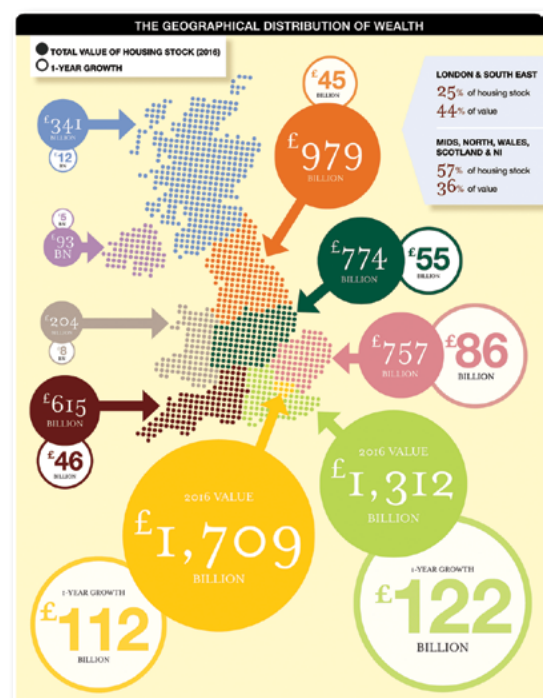 THE GEOGRAPHICAL DISTRIBUTION OF WEALTH
TOTAL VALUE OF HOUSING STOCK (2016)
1-YEAR GROWTH
£45
BILLION
£979
BILLION
LONDON & SOUTH EAST
25% of housing stock
44% of value
MIDS, NORTH, WALES,
SCOTLAND & NI
57% of housing stock
36% of value
£341
BILLION
£12
BN
£93
BN
BN
£774
BILLION
£55
BILLION
£204
BILLION
£8
BN
£757
BILLION
£86
BILLION
£615
BILLION
£46
BILLION
2016 VALUE
£1,312
BILLION
2016 VALUE
£1,709
BILLION
1-YEAR GROWTH
£112
BILLION
1-YEAR GROWTH
£122
BILLION